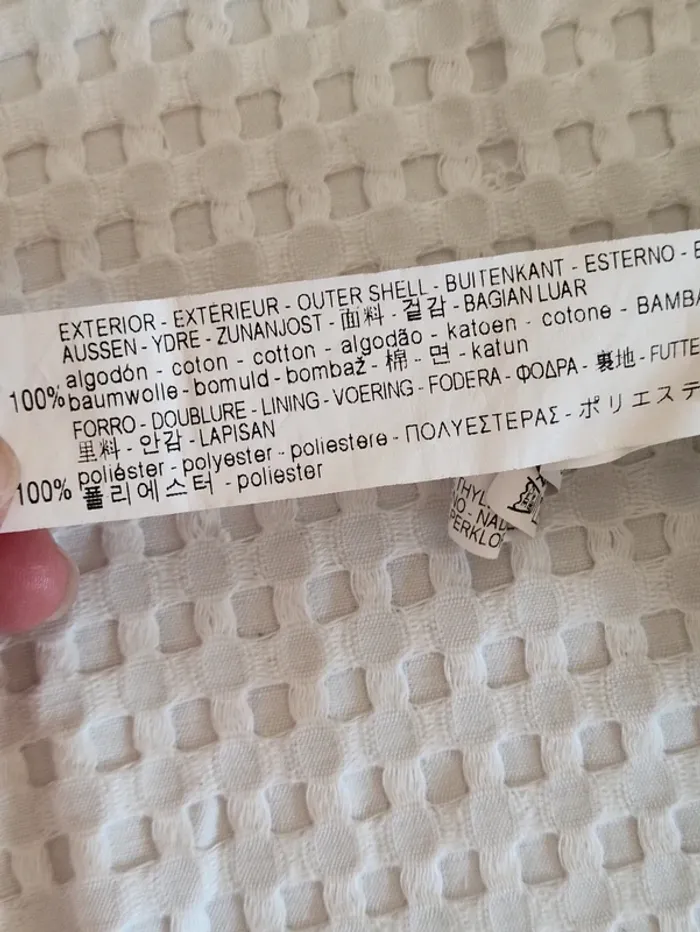 EXTERIOR - EXTÉRIEUR - OUTER SHELL - BUITENKANT - ESTERNO -
AUSSEN - YDRE - ZUNANJOST - 面料 - 겉감 - BAGIAN LUAR
algodón - coton - cotton - algodão - katoen - cotone -
100% baumwolle - bomuld - bombaž - 棉 - 면 - katun
FORRO - DOUBLURE - LINING - VOERING - FODERA - ΦΟΔΡΑ - 裏地 -
里料 - 안감 - LAPISAN
poliéster - polyester - poliestere - ΠΟΛΥΕΣΤΕΡΑΣ - ポリエステ
100% 폴리에스터 - poliester